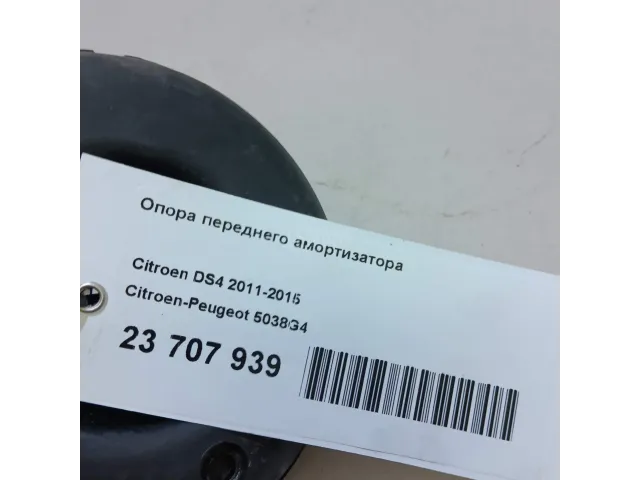 Опора переднего амортизатора
Citroen DS4 2011-2015
Citroen-Peugeot 5038G4
23 707 939